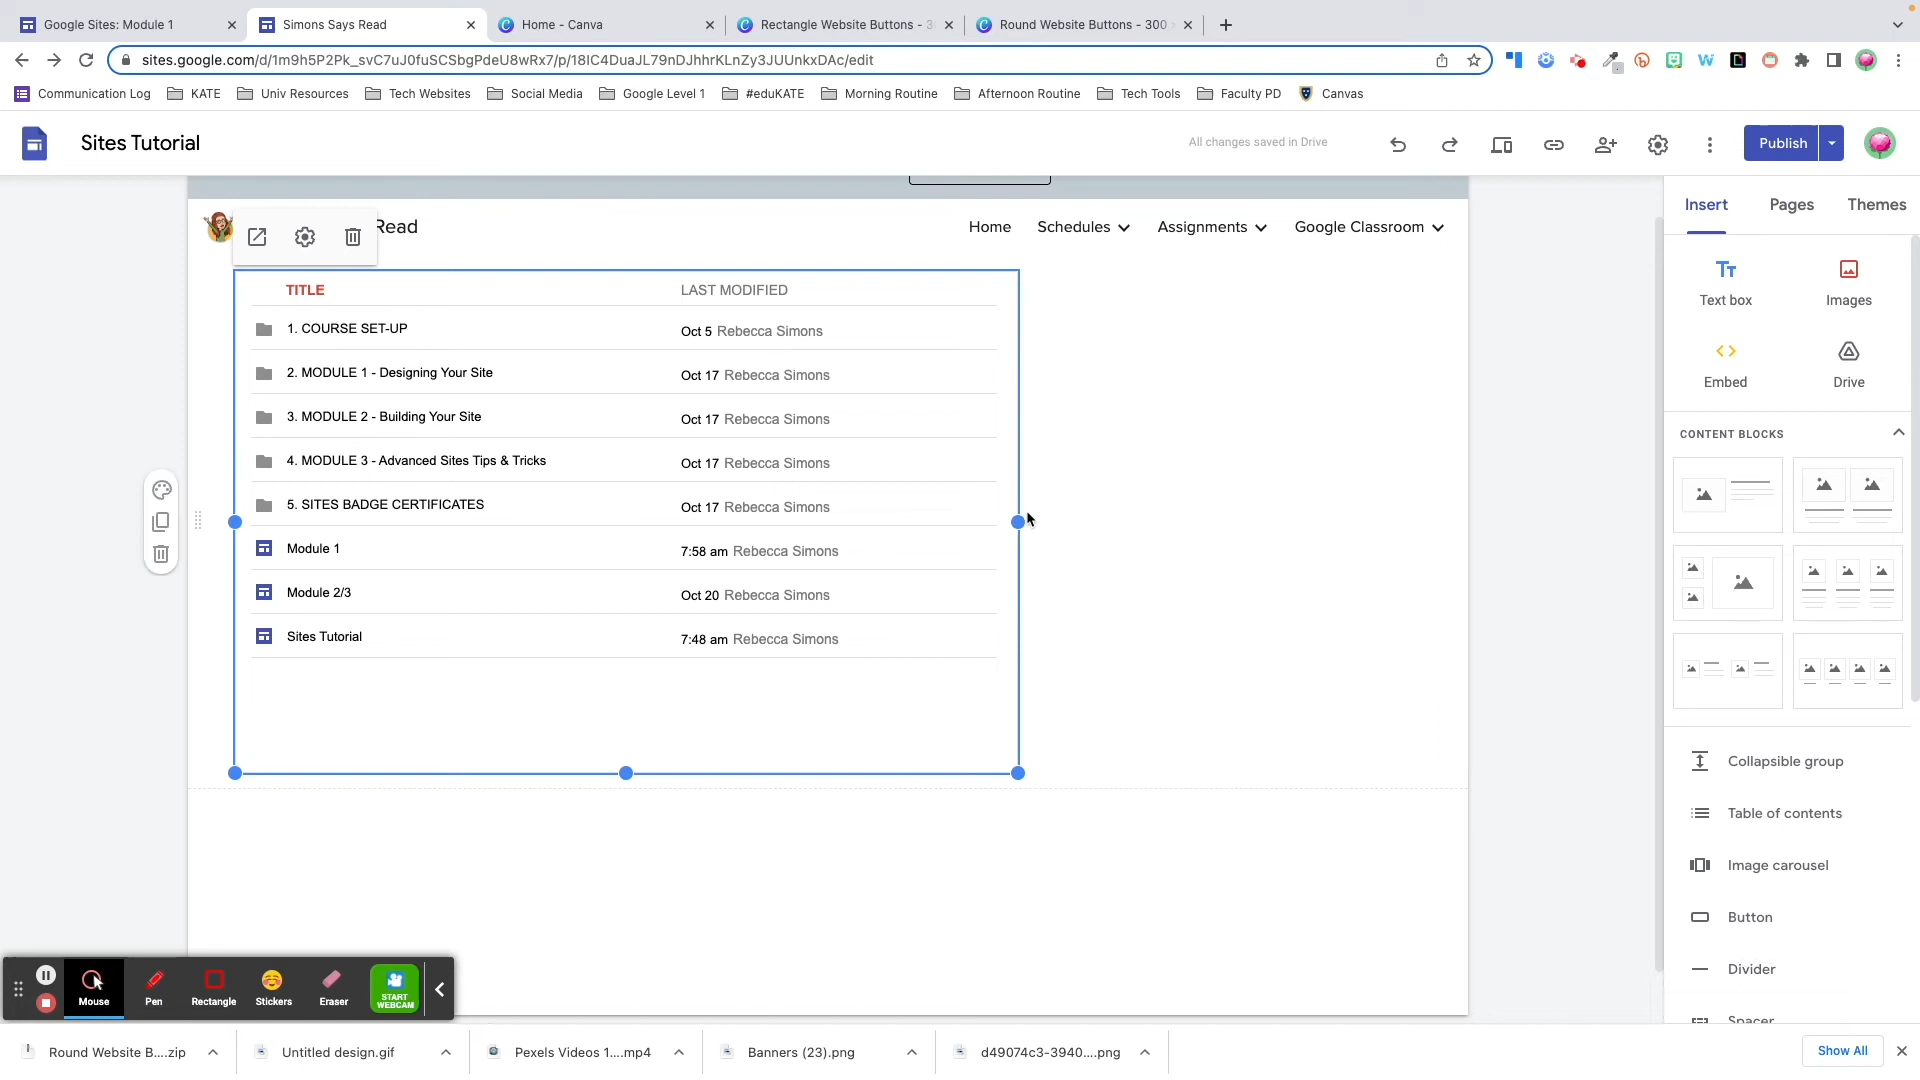 Google Sites: Module 1
Simons Says Read
Home - Canva
Rectangle Website Buttons - 3
Round Website Buttons - 300
sites.google.com/d/1m9h5P2Pk_svC7uJ0fuSCSbgPdeU8wRx7/p/18IC4DuaJL79nDJhhrKLnZy3JUUnkxDAc/edit
Communication Log
KATE
Univ Resources
Tech Websites
Social Media
Google Level 1
#eduKATE
Morning Routine
Afternoon Routine
Tech Tools
Faculty PD
Canvas
Sites Tutorial
All changes saved in Drive
Publish
Read
Home
Schedules
Assignments
Google Classroom
Insert
Pages
Themes
TITLE
LAST MODIFIED
1. COURSE SET-UP
Oct 5 Rebecca Simons
2. MODULE 1 - Designing Your Site
Oct 17 Rebecca Simons
3. MODULE 2 - Building Your Site
Oct 17 Rebecca Simons
4. MODULE 3 - Advanced Sites Tips & Tricks
Oct 17 Rebecca Simons
5. SITES BADGE CERTIFICATES
Oct 17 Rebecca Simons
Module 1
7:58 am Rebecca Simons
Module 2/3
Oct 20 Rebecca Simons
Sites Tutorial
7:48 am Rebecca Simons
Text box
Images
Embed
Drive
CONTENT BLOCKS
Collapsible group
Table of contents
Image carousel
Button
Divider
Spacer
Mouse
Pen
Rectangle
Stickers
Eraser
START
WEBCAM
Round Website B....zip
Untitled design.gif
Pexels Videos 1....mp4
Banners (23).png
d49074c3-3940....png
Show All